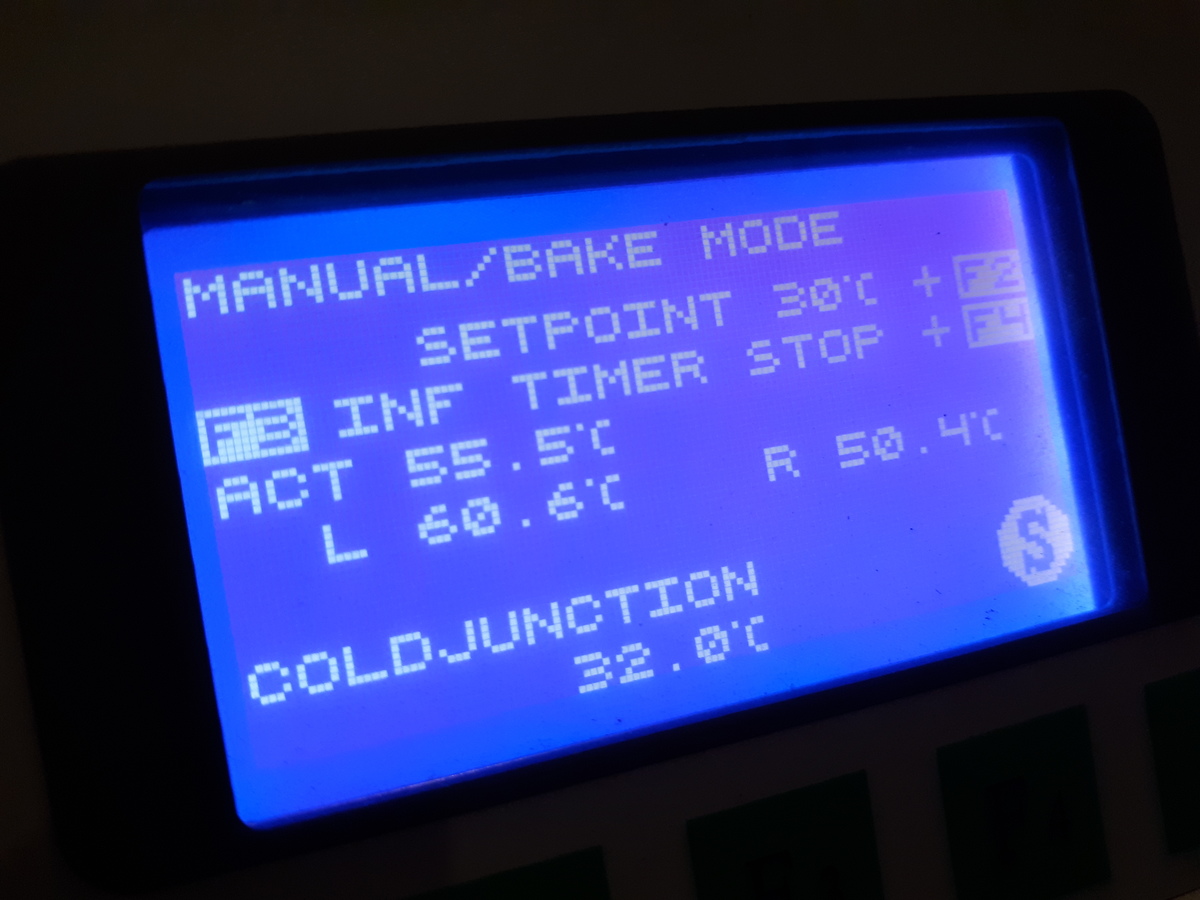 MANUAL/BAKE MODE
SETPOINT 30℃ + F2
F3 INF TIMER STOP + F4
ACT 55.5℃
L 60.6℃ R 50.4℃
S
COLDJUNCTION
32.0℃